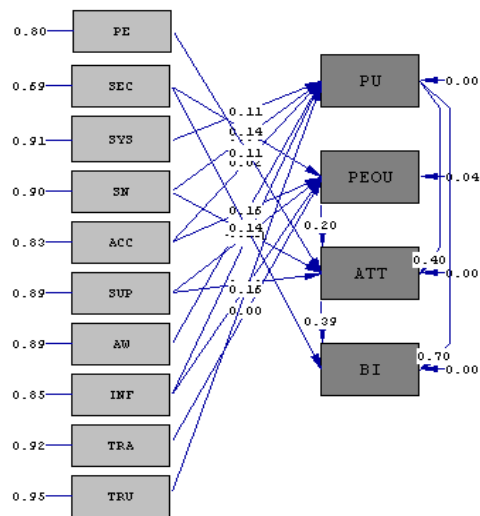 0.80 PE
0.69 SEC
0.91 SYS
0.90 SN
0.83 ACC
0.89 SUP
0.89 AW
0.85 INF
0.92 TRA
0.95 TRU
0.11
0.14
0.11
0.15
0.14
0.16
0.00
PU 0.00
PEOU 0.04
0.20
ATT 0.00
0.40
0.39
BI 0.00
0.70